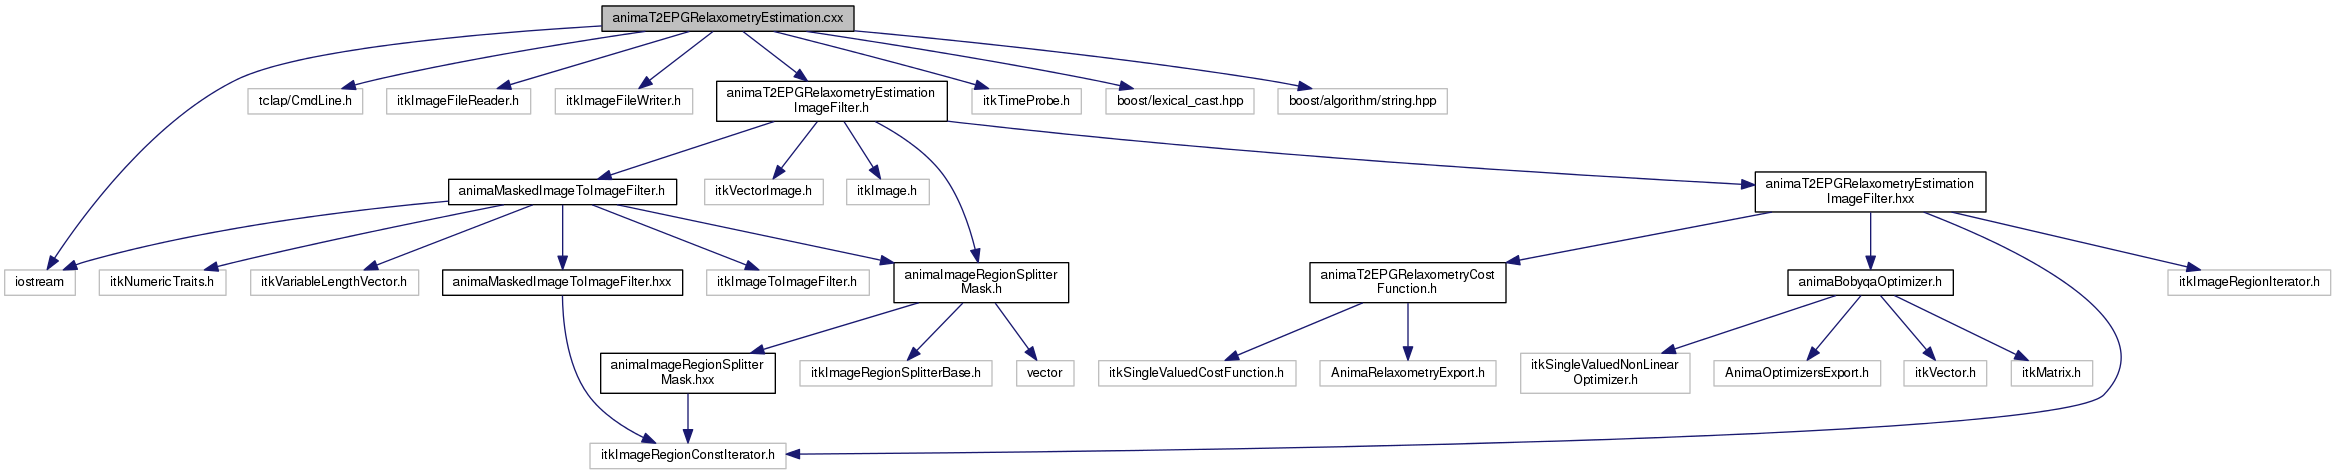 animaT2EPGRelaxometryEstimation.cxx
tclap/CmdLine.h
itkImageFileReader.h
itkImageFileWriter.h
animaT2EPGRelaxometryEstimation
ImageFilter.h
itkTimeProbe.h
boost/lexical_cast.hpp
boost/algorithm/string.hpp
animaMaskedImageToImageFilter.h
itkVectorImage.h
itkImage.h
animaT2EPGRelaxometryEstimation
ImageFilter.hxx
iostream
itkNumericTraits.h
itkVariableLengthVector.h
animaMaskedImageToImageFilter.hxx
itkImageToImageFilter.h
animaImageRegionSplitter
Mask.h
animaT2EPGRelaxometryCost
Function.h
animaBobyqaOptimizer.h
itkImageRegionIterator.h
animaImageRegionSplitter
Mask.hxx
itkImageRegionSplitterBase.h
vector
itkSingleValuedCostFunction.h
AnimaRelaxometryExport.h
itkSingleValuedNonLinear
Optimizer.h
AnimaOptimizersExport.h
itkVector.h
itkMatrix.h
itkImageRegionConstIterator.h